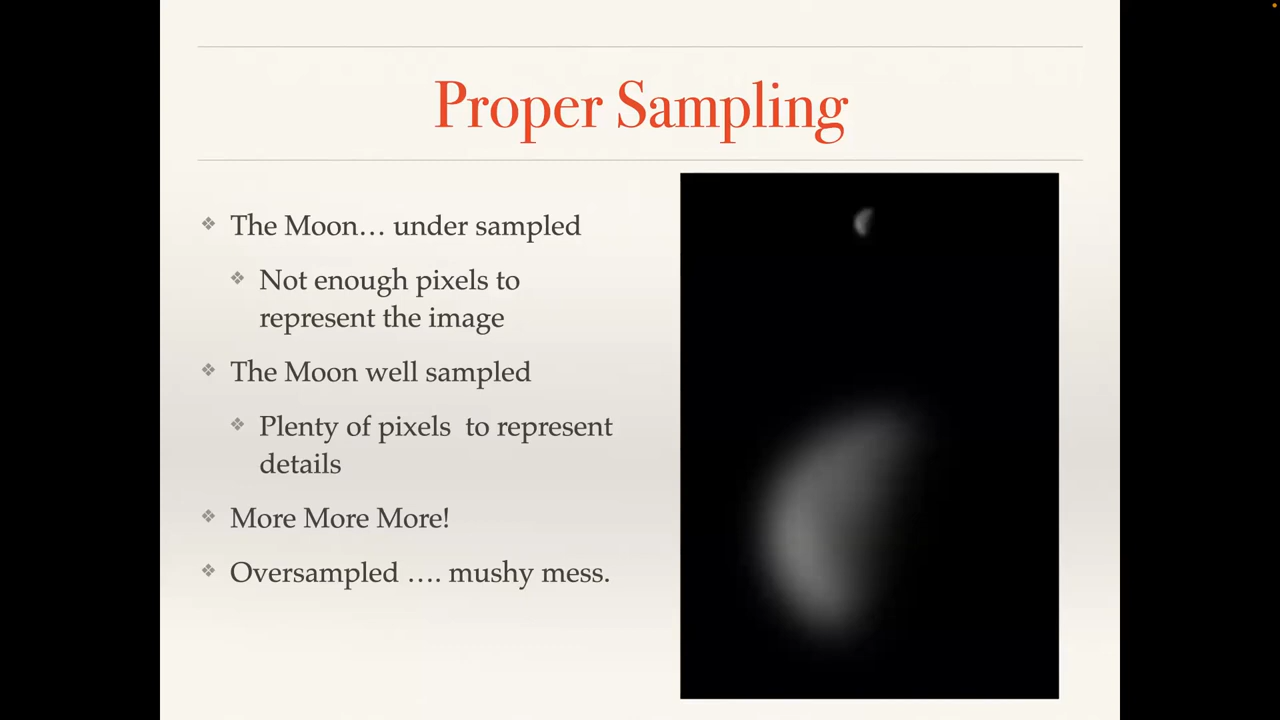 Proper Sampling
The Moon… under sampled
Not enough pixels to
represent the image
The Moon well sampled
Plenty of pixels  to represent
details
More More More!
Oversampled …. mushy mess.